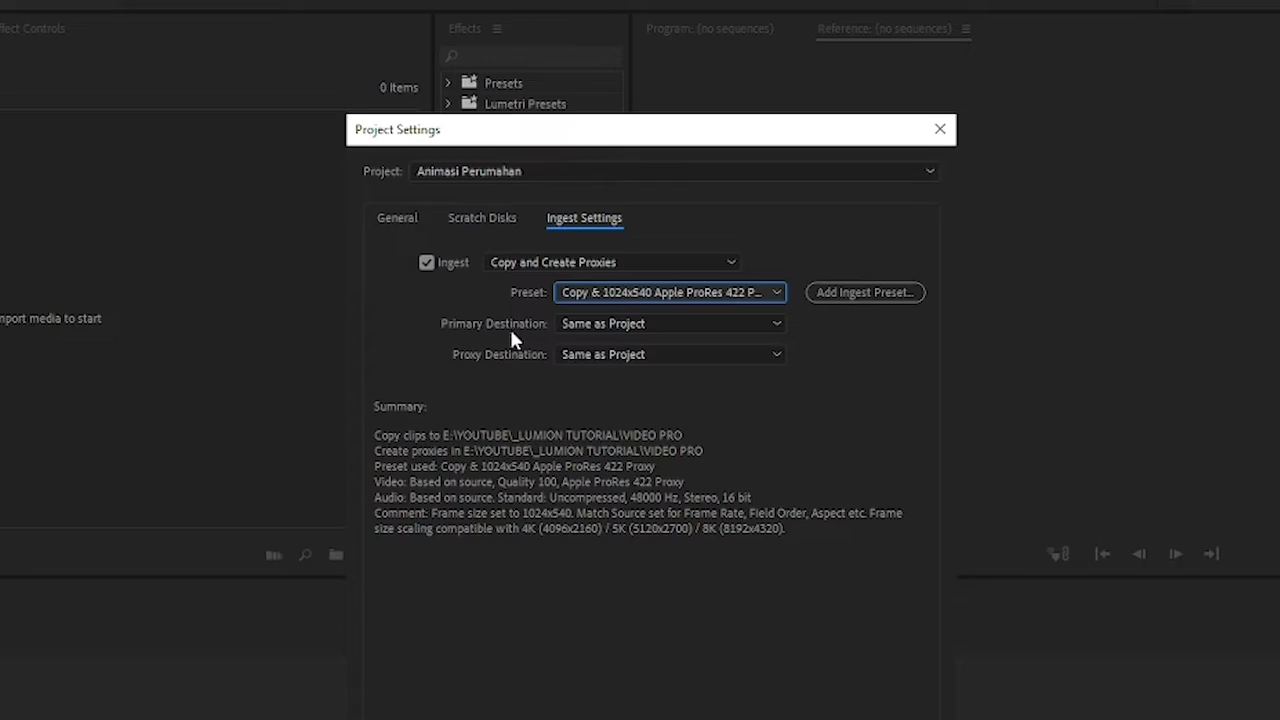 ffect Controls
Effects
Program: (no sequences)
Reference: (no sequences)
0 Items
Presets
Lumetri Presets
Project Settings
Project: Animasi Perumahan
General Scratch Disks Ingest Settings
Ingest Copy and Create Proxies
Preset: Copy & 1024x540 Apple ProRes 422 P... Add Ingest Preset...
mport media to start
Primary Destination: Same as Project
Proxy Destination: Same as Project
Summary:
Copy clips to E:\YOUTUBE\_LUMION TUTORIAL\VIDEO PRO
Create proxies in E:\YOUTUBE\_LUMION TUTORIAL\VIDEO PRO
Preset used: Copy & 1024x540 Apple ProRes 422 Proxy
Video: Based on source, Quality 100, Apple ProRes 422 Proxy
Audio: Based on source. Standard: Uncompressed, 48000 Hz, Stereo, 16 bit
Comment: Frame size set to 1024x540. Match Source set for Frame Rate, Field Order, Aspect etc. Frame
size scaling compatible with 4K (4096x2160) / 5K (5120x2700) / 8K (8192x4320).